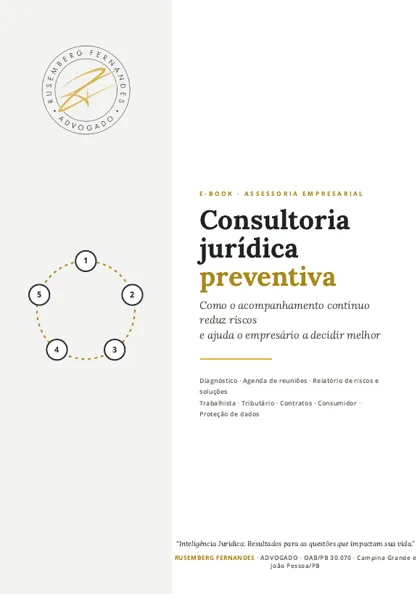 RUSEMBERG FERNANDES
• ADVOGADO •
1
2
3
4
5
E-BOOK · ASSESSORIA EMPRESARIAL
Consultoria
jurídica
preventiva
Como o acompanhamento contínuo
reduz riscos
e ajuda o empresário a decidir melhor
Diagnóstico · Agenda de reuniões · Relatório de riscos e
soluções
Trabalhista · Tributário · Contratos · Consumidor ·
Proteção de dados
"Inteligência Jurídica: Resultados para as questões que impactam sua vida."
RUSEMBERG FERNANDES · ADVOGADO · OAB/PB 30.070 · Campina Grande e
João Pessoa/PB